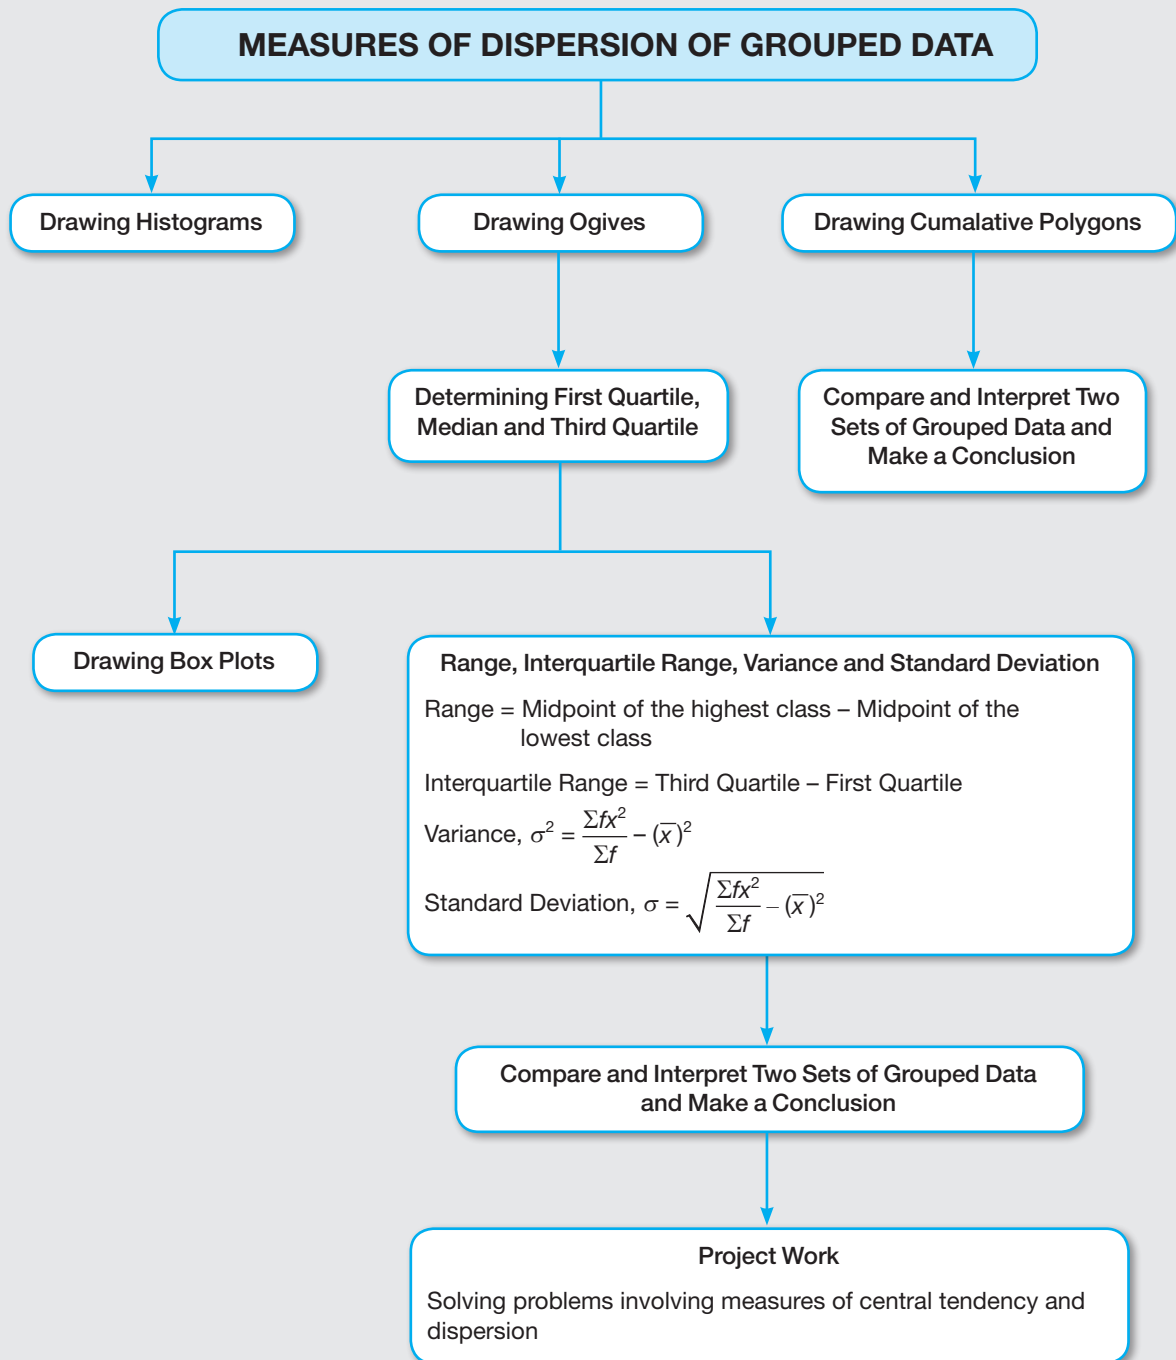 MEASURES OF DISPERSION OF GROUPED DATA
Drawing Histograms
Drawing Ogives
Drawing Cumalative Polygons
Determining First Quartile,
Median and Third Quartile
Compare and Interpret Two
Sets of Grouped Data and
Make a Conclusion
Drawing Box Plots
Range, Interquartile Range, Variance and Standard Deviation
Range = Midpoint of the highest class – Midpoint of the
lowest class
Interquartile Range = Third Quartile – First Quartile
Variance, σ² = Σfx²/Σf – (x̅)²
Standard Deviation, σ = √(Σfx²/Σf – (x̅)²)
Compare and Interpret Two Sets of Grouped Data
and Make a Conclusion
Project Work
Solving problems involving measures of central tendency and
dispersion